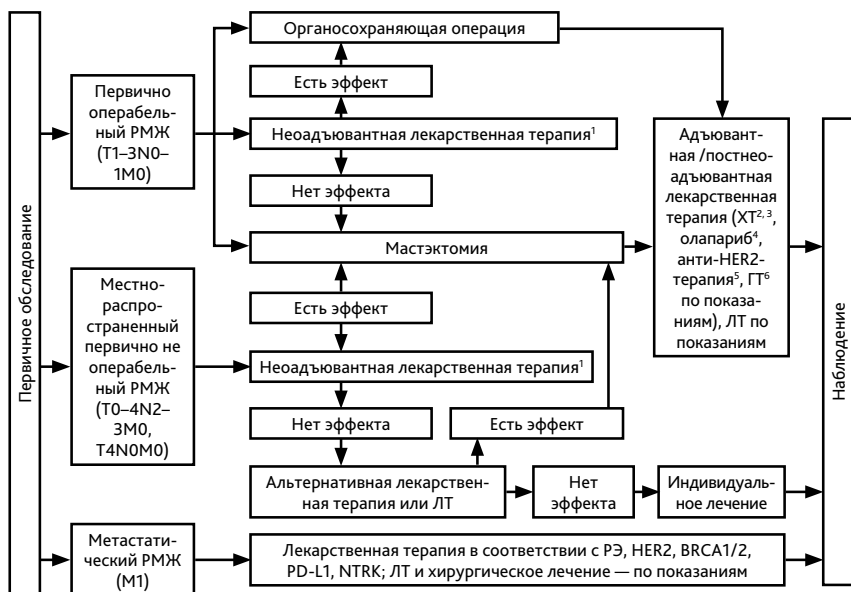 Первичное обследование
Первично
операбель-
ный РМЖ
(T1–3N0–
1M0)
Органосохраняющая операция
Есть эффект
Неоадъювантная лекарственная терапия¹
Нет эффекта
Мастэктомия
Адъювант-
ная /постнео-
адъювантная
лекарственная
терапия (ХТ², ³,
олапариб⁴,
анти-HER2-
терапия⁵, ГТ⁶
по показа-
ниям), ЛТ по
показаниям
Наблюдение
Местно-
распро-
страненный
первично не
операбель-
ный РМЖ
(T0–4N2–
3M0,
T4N0M0)
Есть эффект
Неоадъювантная лекарственная терапия¹
Нет эффекта
Есть эффект
Альтернативная лекарствен-
ная терапия или ЛТ
Нет
эффекта
Индивидуаль-
ное лечение
Метастати-
ческий РМЖ
(M1)
Лекарственная терапия в соответствии с РЭ, HER2, BRCA1/2,
PD-L1, NTRK; ЛТ и хирургическое лечение — по показаниям